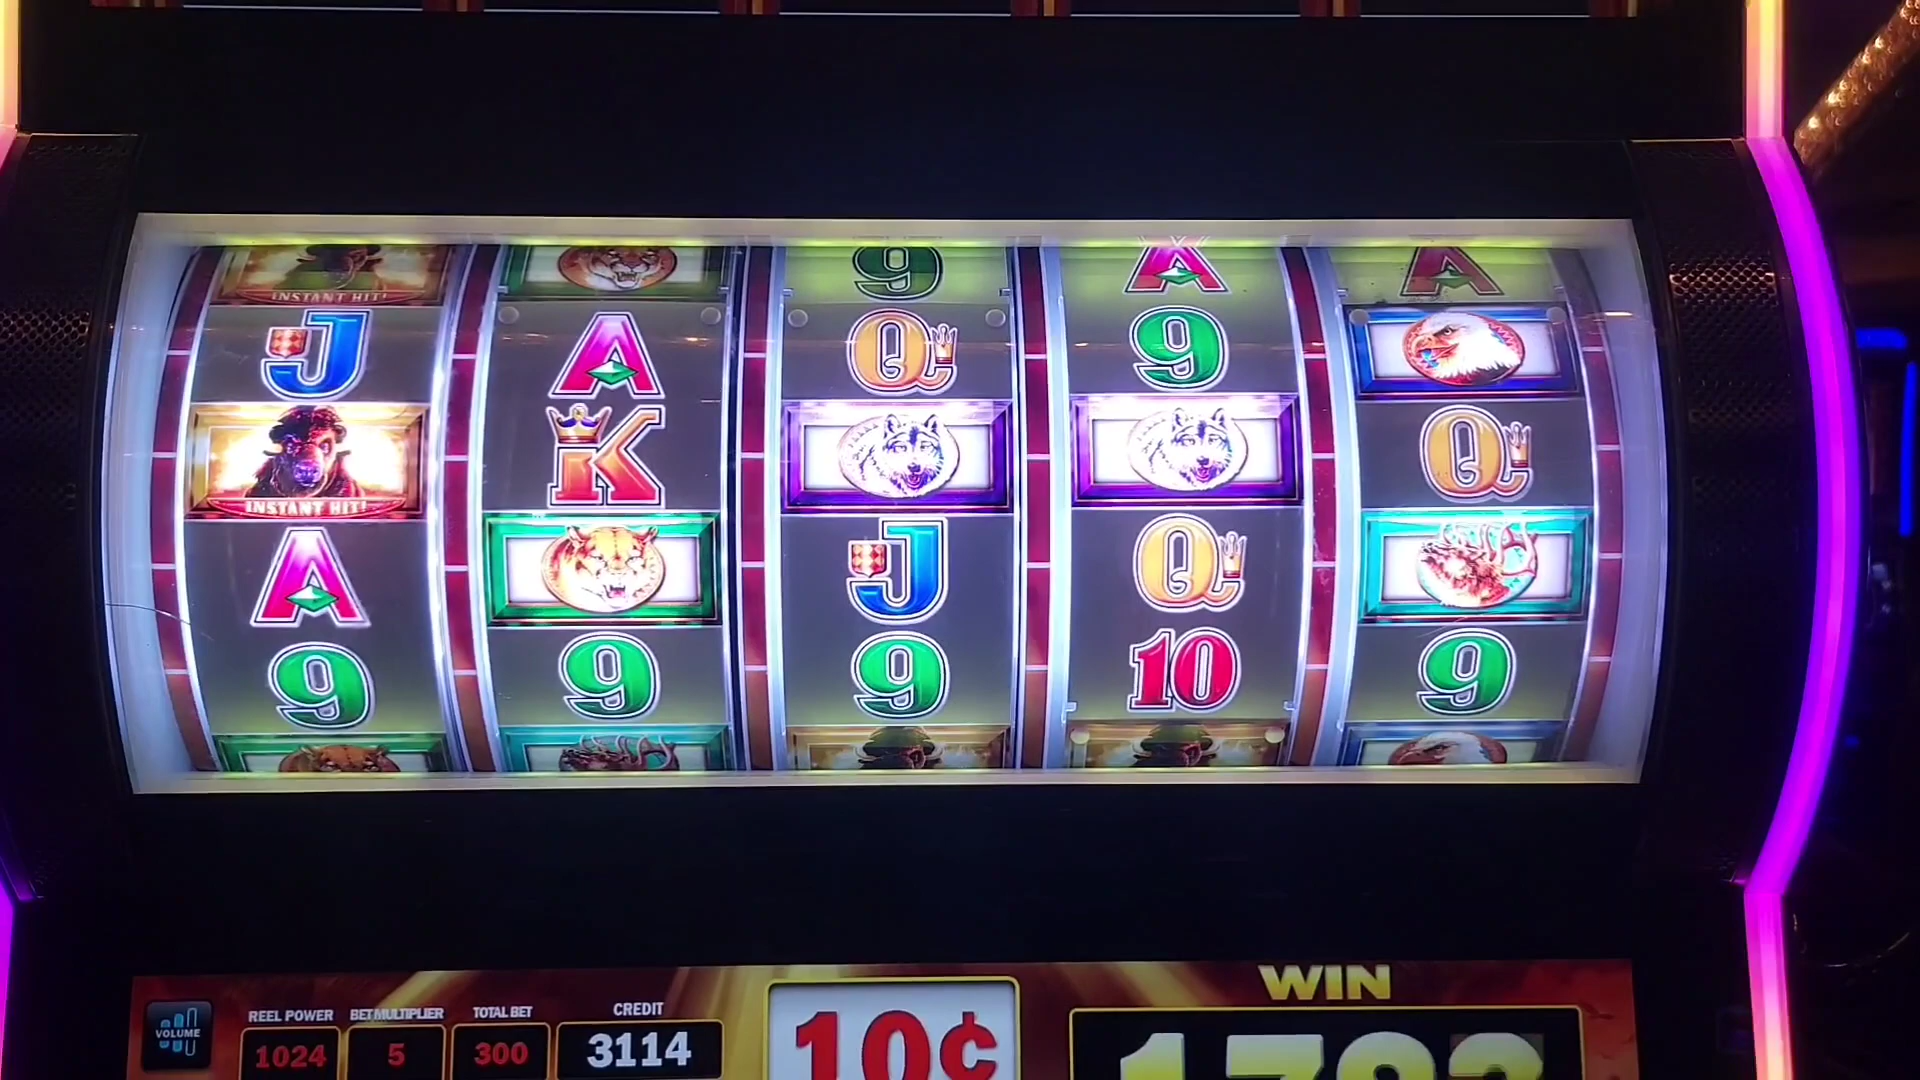 INSTANT HIT!
9 A A
J A Q 9
K Q
INSTANT HIT!
A J Q
9 9 9 10 9
WIN
REEL POWER BET MULTIPLIER TOTAL BET CREDIT
VOLUME 1024 5 300 3114 10¢